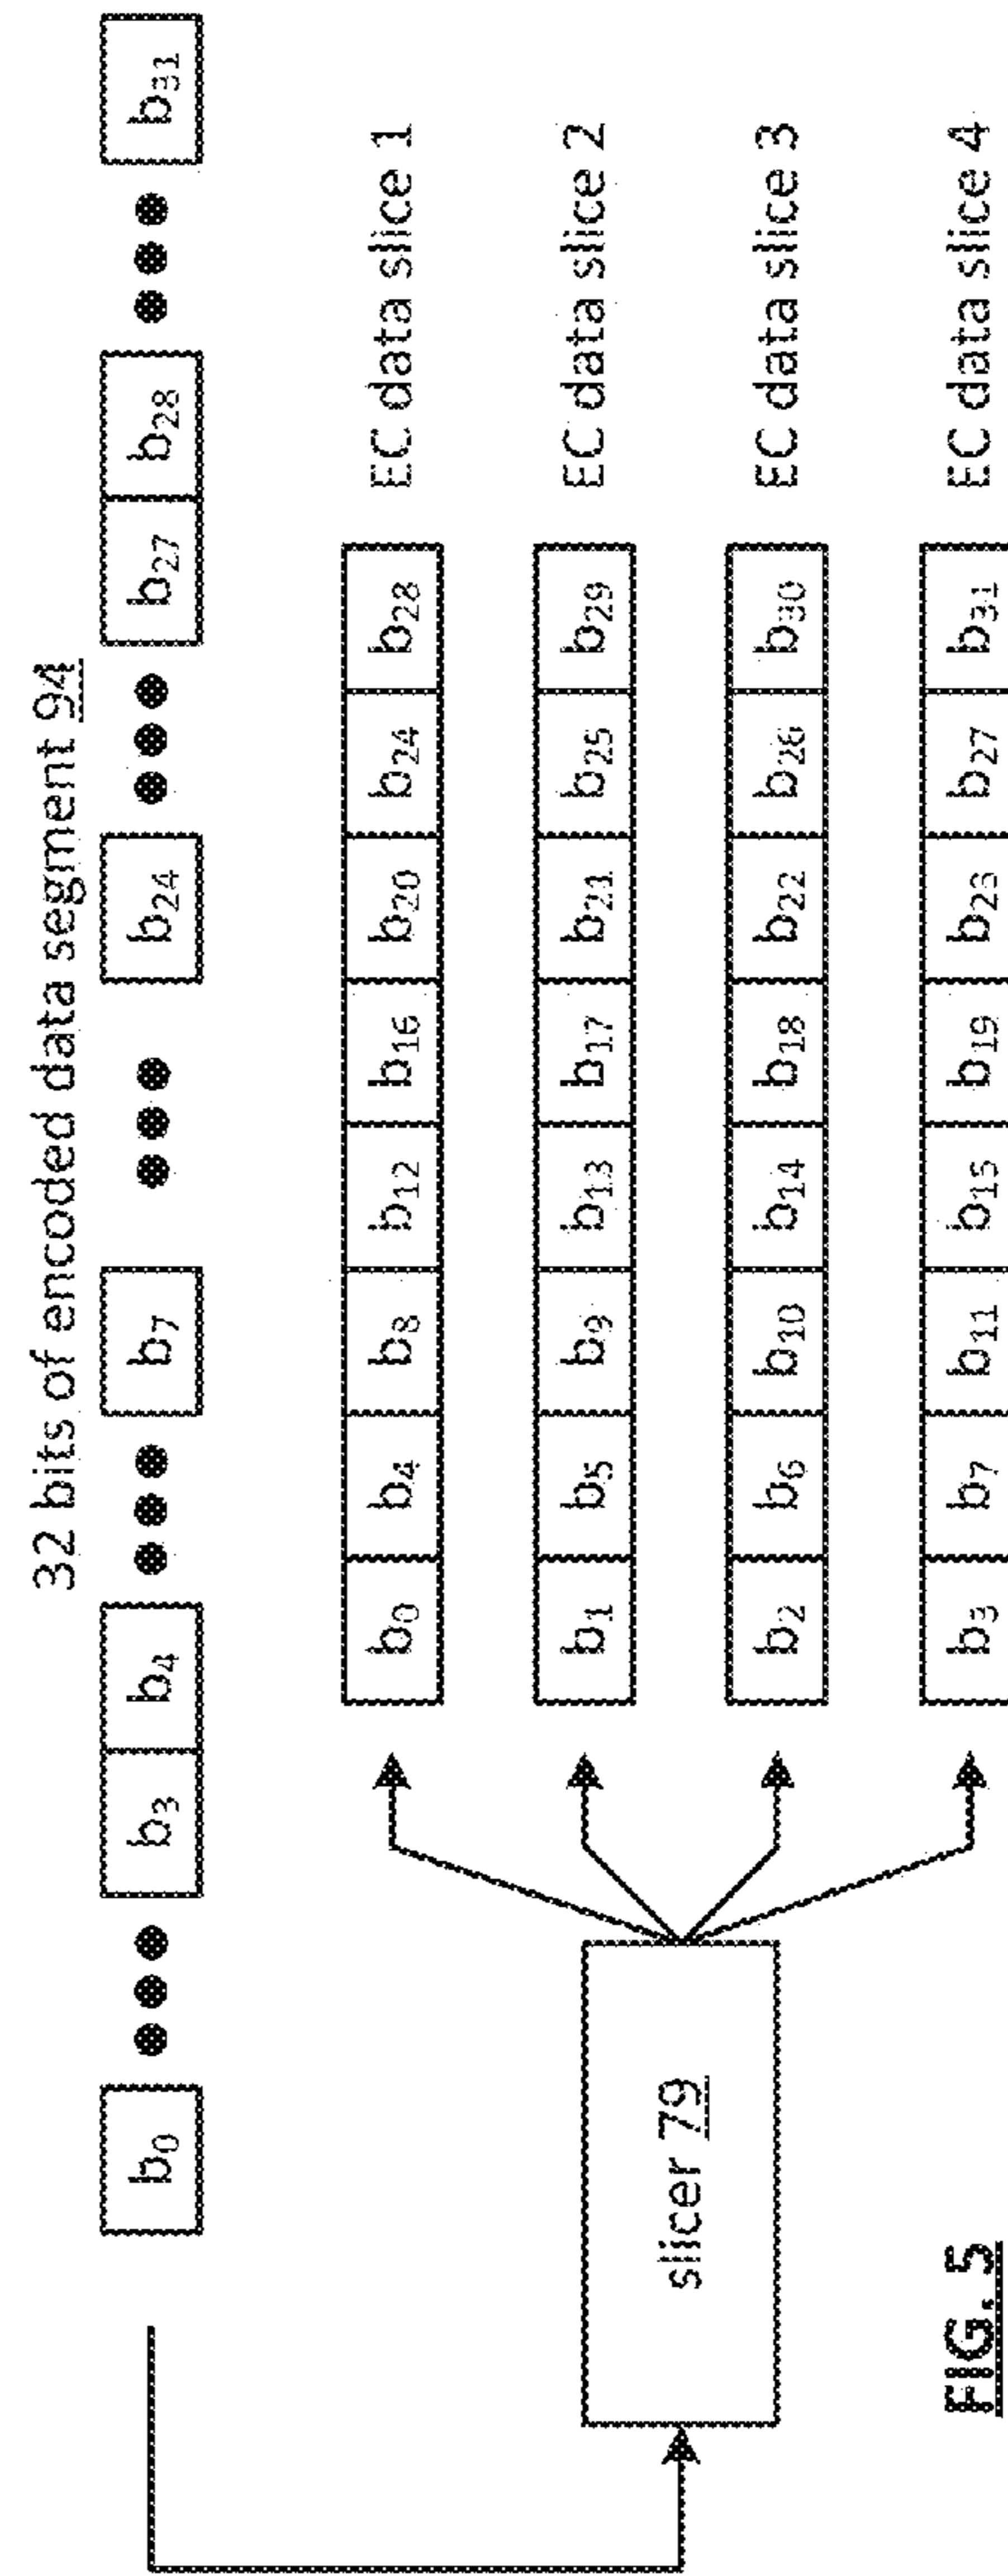 32 bits of encoded data segment 94
b0 b3 b4 b7 b24 b27 b28 b31
b0 b4 b8 b12 b16 b20 b24 b28 EC data slice 1
b1 b5 b9 b13 b17 b21 b25 b29 EC data slice 2
slicer 79
b2 b6 b10 b14 b18 b22 b26 b30 EC data slice 3
b3 b7 b11 b15 b19 b23 b27 b31 EC data slice 4
FIG. 5